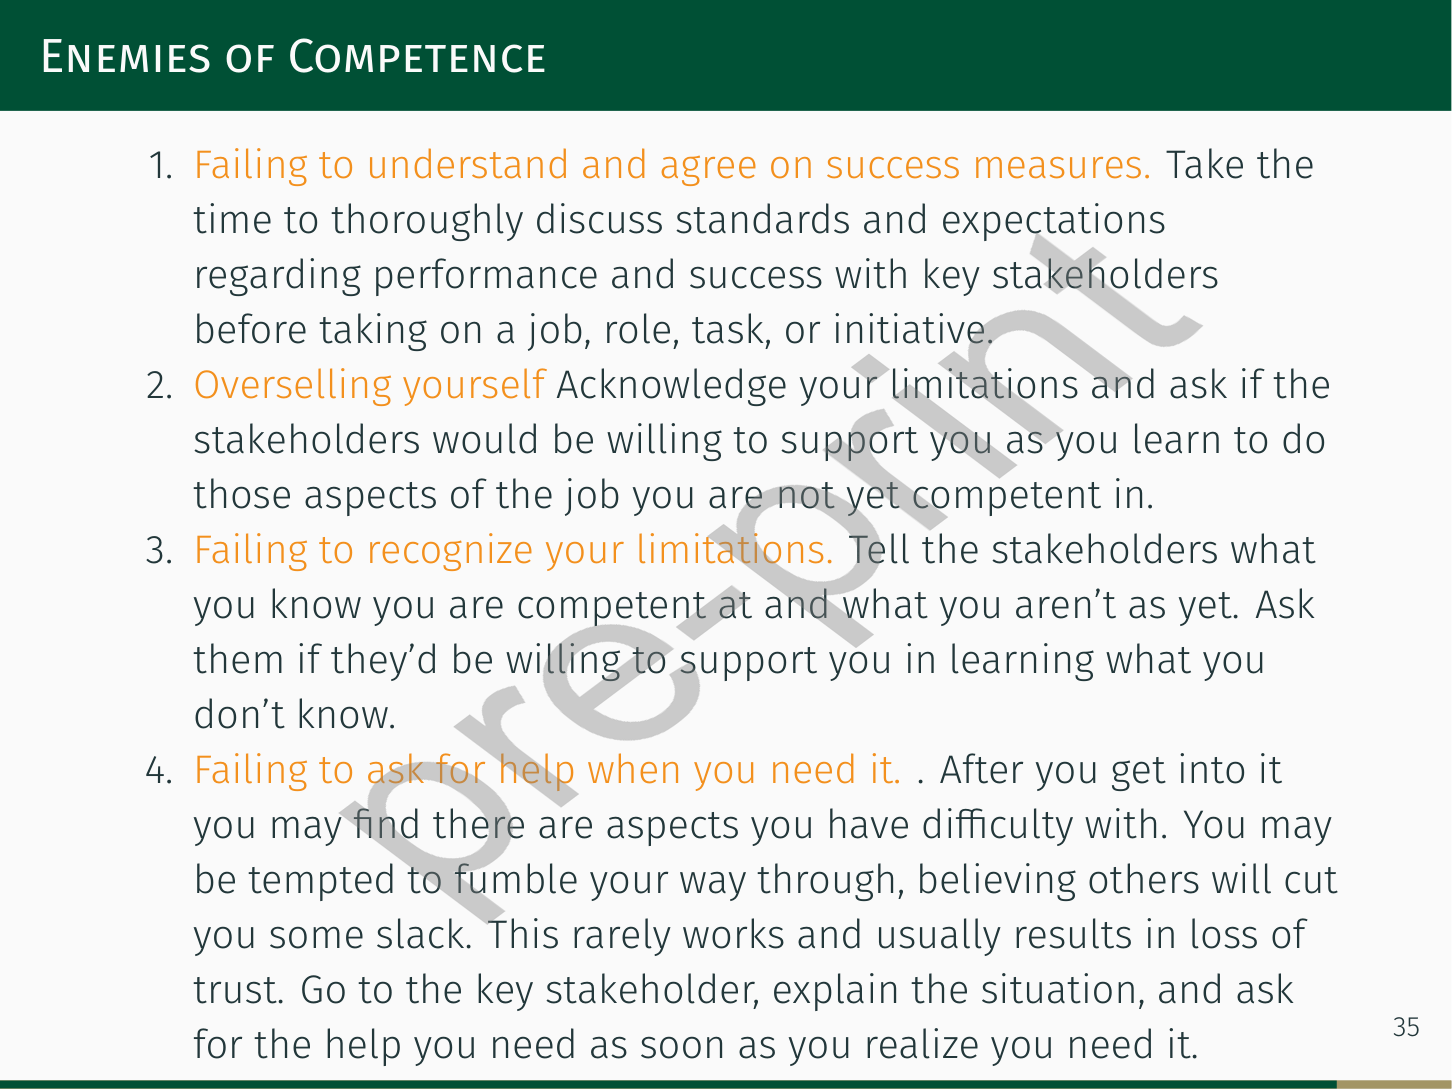 Enemies of Competence
1. Failing to understand and agree on success measures. Take the
time to thoroughly discuss standards and expectations
regarding performance and success with key stakeholders
before taking on a job, role, task, or initiative.
2. Overselling yourself Acknowledge your limitations and ask if the
stakeholders would be willing to support you as you learn to do
those aspects of the job you are not yet competent in.
3. Failing to recognize your limitations. Tell the stakeholders what
you know you are competent at and what you aren’t as yet. Ask
them if they’d be willing to support you in learning what you
don’t know.
4. Failing to ask for help when you need it. . After you get into it
you may find there are aspects you have difficulty with. You may
be tempted to fumble your way through, believing others will cut
you some slack. This rarely works and usually results in loss of
trust. Go to the key stakeholder, explain the situation, and ask
for the help you need as soon as you realize you need it.
35
pre-print